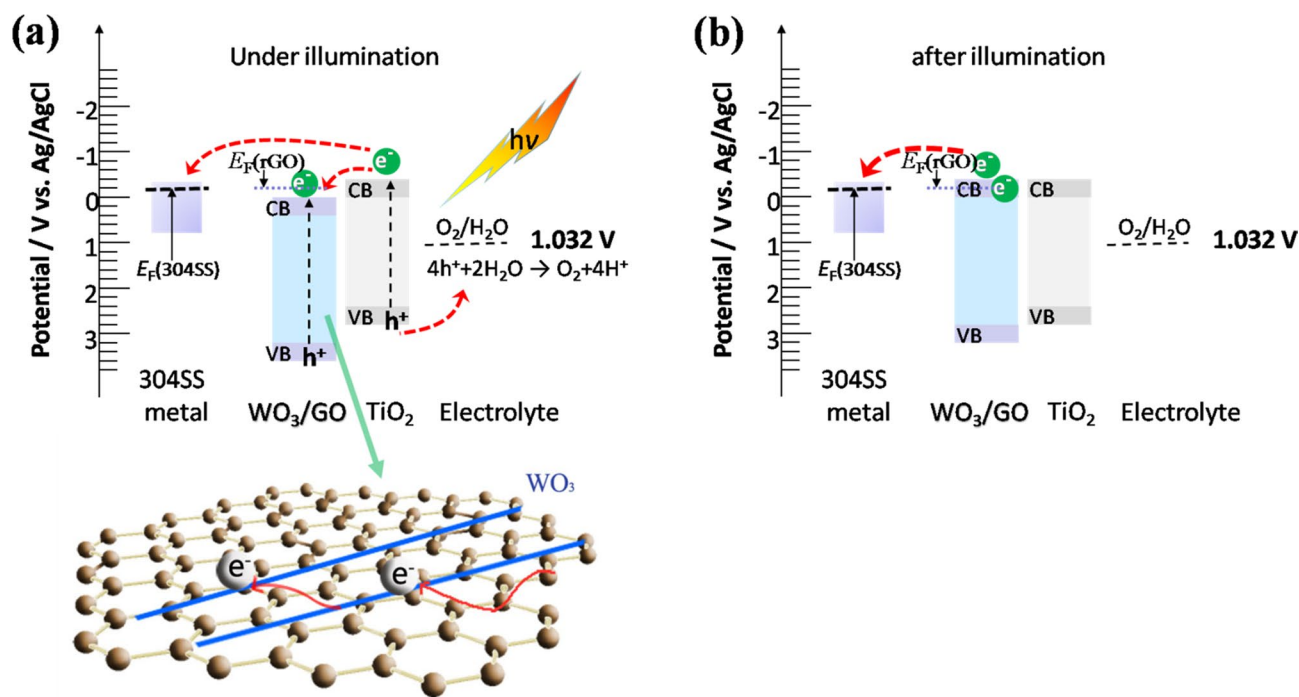 (a)
Under illumination
Potential / V vs. Ag/AgCl
-2
-1
0
1
2
3
E_F(rGO)
e⁻
e⁻
hν
CB
CB
E_F(304SS)
O₂/H₂O
1.032 V
4h⁺+2H₂O → O₂+4H⁺
VB h⁺
VB h⁺
304SS
metal
WO₃/GO
TiO₂
Electrolyte
WO₃
e⁻
e⁻
(b)
after illumination
Potential / V vs. Ag/AgCl
-2
-1
0
1
2
3
E_F(rGO)
e⁻
e⁻
CB
CB
E_F(304SS)
O₂/H₂O
1.032 V
VB
VB
304SS
metal
WO₃/GO
TiO₂
Electrolyte